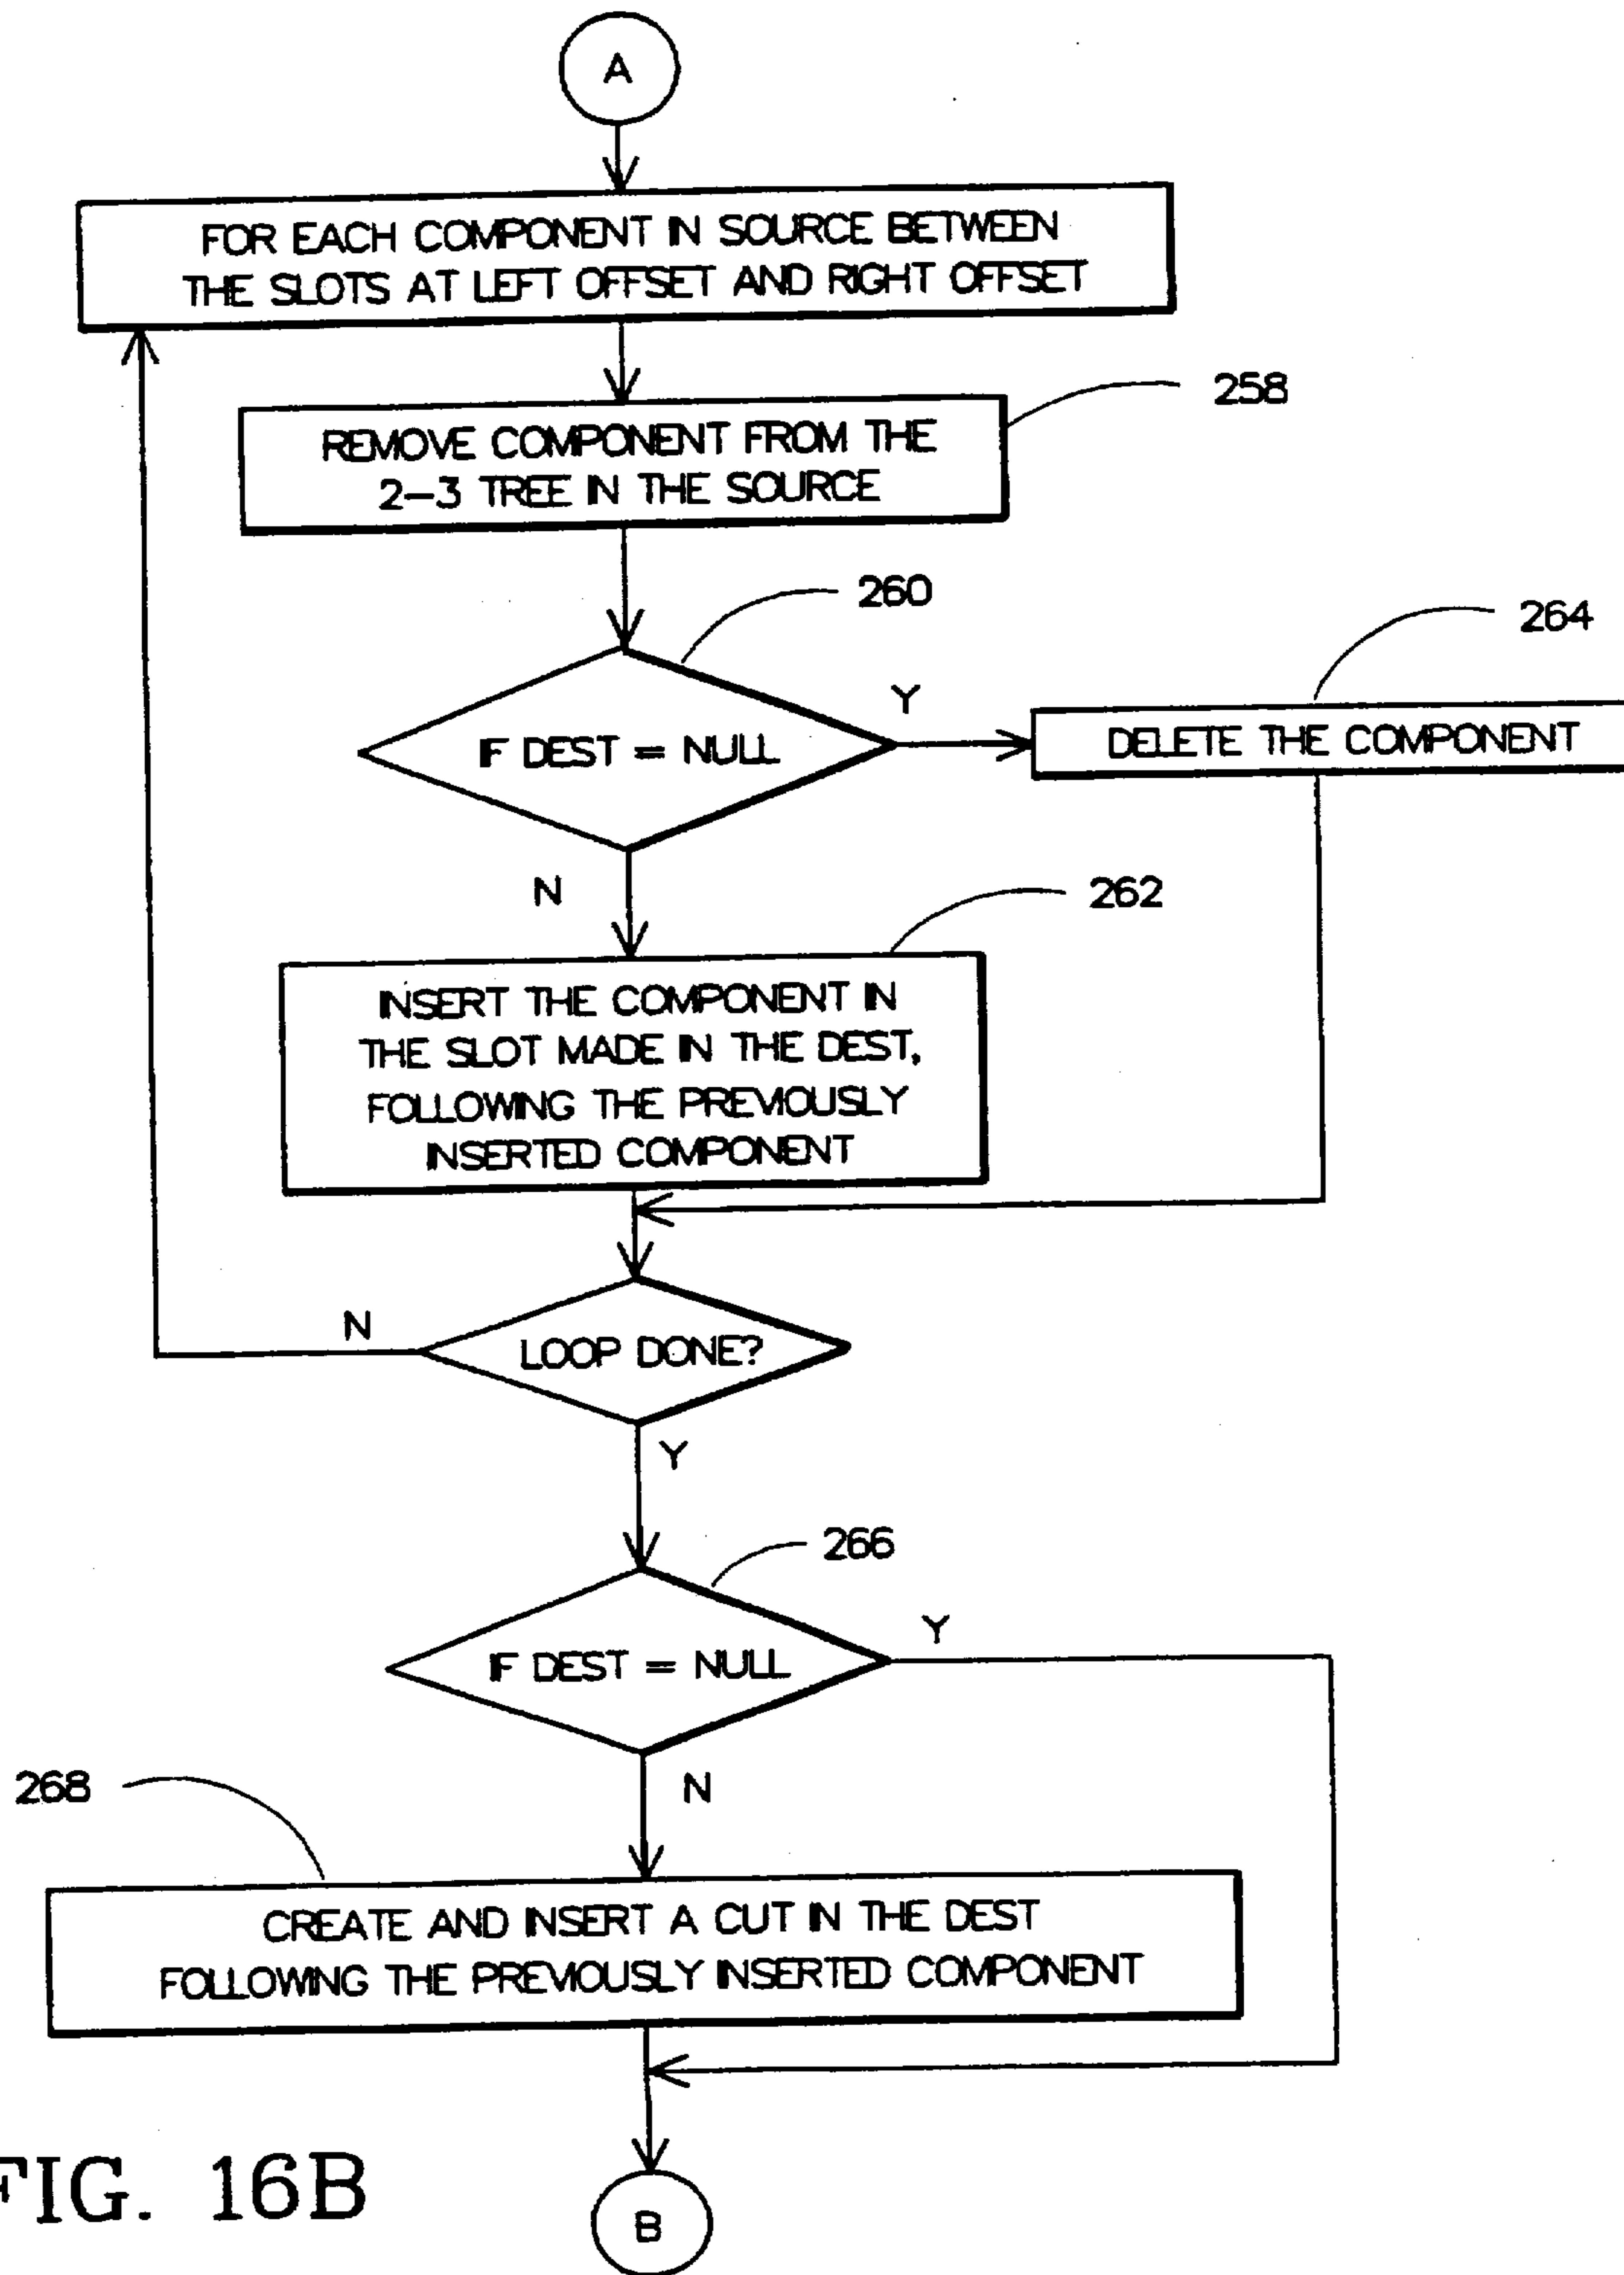 A
FOR EACH COMPONENT IN SOURCE BETWEEN
THE SLOTS AT LEFT OFFSET AND RIGHT OFFSET
258
REMOVE COMPONENT FROM THE
2-3 TREE IN THE SOURCE
260
264
Y
IF DEST = NULL
DELETE THE COMPONENT
N
262
INSERT THE COMPONENT IN
THE SLOT MADE IN THE DEST,
FOLLOWING THE PREVIOUSLY
INSERTED COMPONENT
N
LOOP DONE?
Y
266
Y
IF DEST = NULL
268
N
CREATE AND INSERT A CUT IN THE DEST
FOLLOWING THE PREVIOUSLY INSERTED COMPONENT
FIG. 16B
B